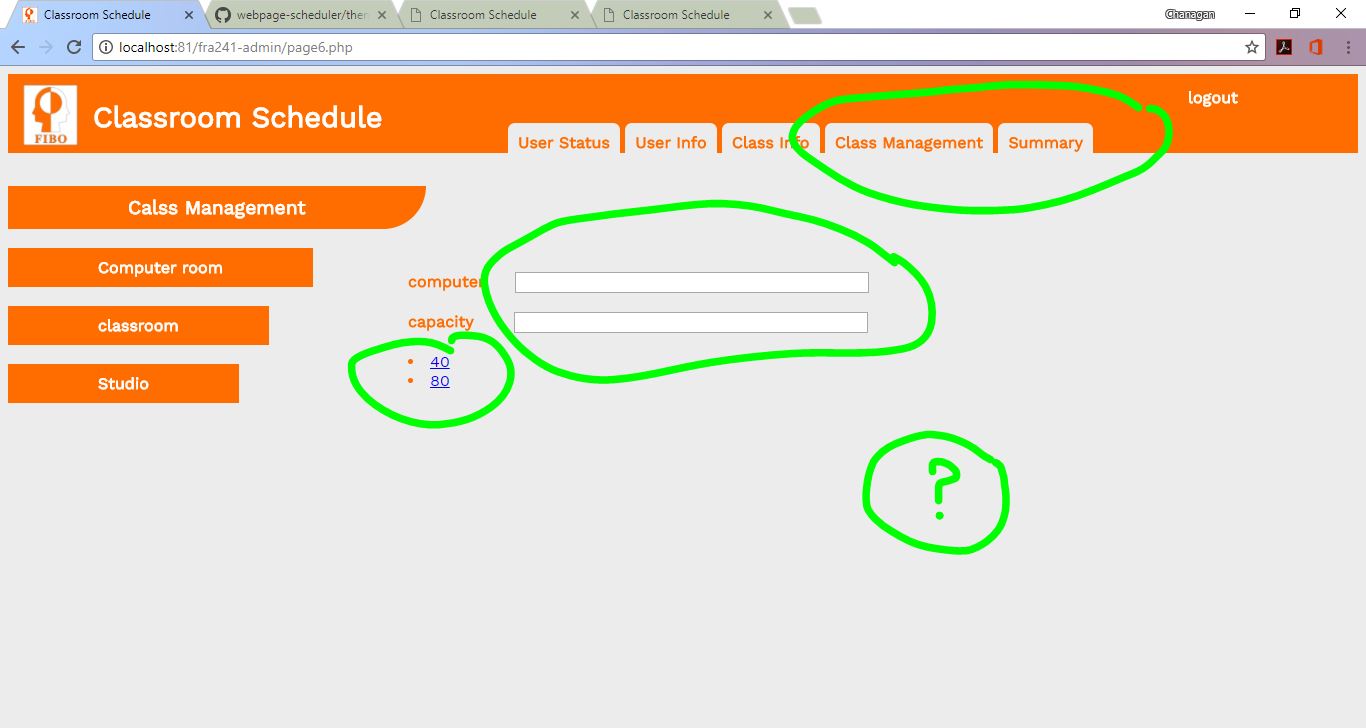 Classroom Schedule
webpage-scheduler/ther
Classroom Schedule
Classroom Schedule
Chanagan
localhost:81/fra241-admin/page6.php
FIBO
Classroom Schedule
logout
User Status
User Info
Class Info
Class Management
Summary
Calss Management
Computer room
classroom
Studio
computer
capacity
40
80
?